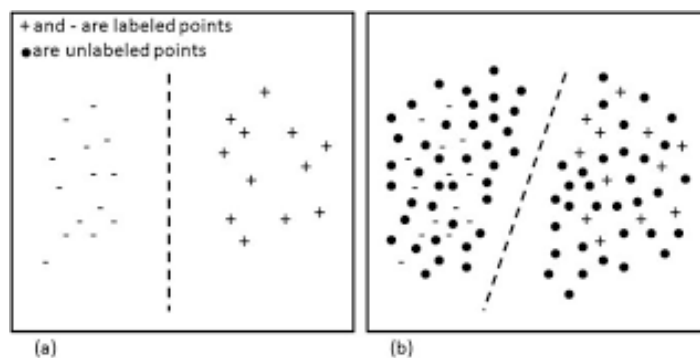 + and - are labeled points
● are unlabeled points
(a)
(b)